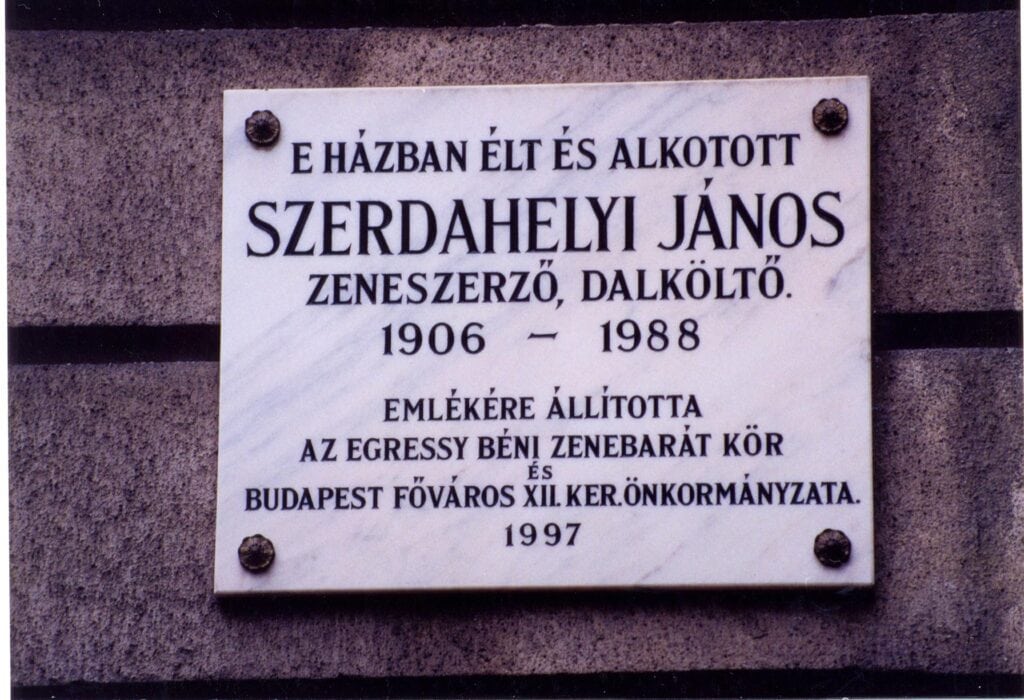 E HÁZBAN ÉLT ÉS ALKOTOTT
SZERDAHELYI JÁNOS
ZENESZERZŐ, DALKÖLTŐ.
1906 – 1988
EMLÉKÉRE ÁLLÍTOTTA
AZ EGRESSY BÉNI ZENEBARÁT KÖR
ÉS
BUDAPEST FŐVÁROS XII. KER. ÖNKORMÁNYZATA.
1997